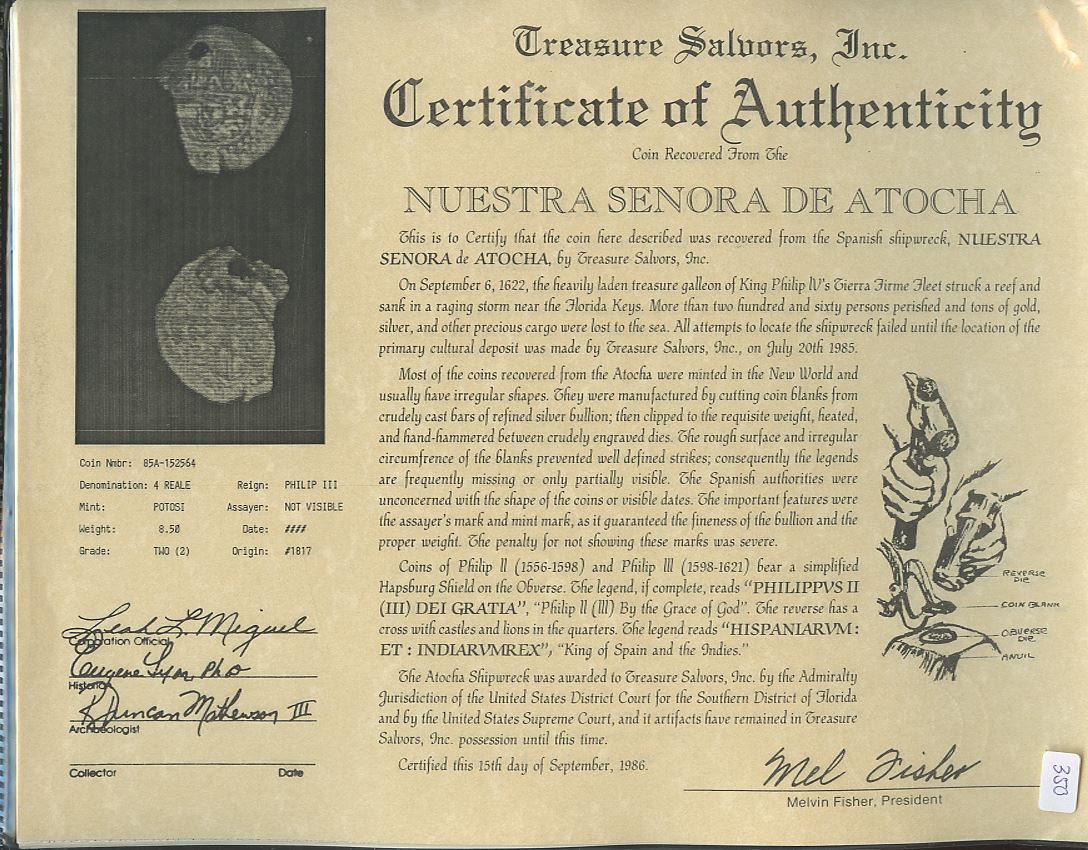 Treasure Salvors, Inc.
Certificate of Authenticity
Coin Recovered From The
NUESTRA SENORA DE ATOCHA
This is to Certify that the coin here described was recovered from the Spanish shipwreck, NUESTRA
SENORA de ATOCHA, by Treasure Salvors, Inc.
On September 6, 1622, the heavily laden treasure galleon of King Philip IV's Tierra Firme Fleet struck a reef and
sank in a raging storm near the Florida Keys. More than two hundred and sixty persons perished and tons of gold,
silver, and other precious cargo were lost to the sea. All attempts to locate the shipwreck failed until the location of the
primary cultural deposit was made by Treasure Salvors, Inc., on July 20th 1985.
Most of the coins recovered from the Atocha were minted in the New World and
usually have irregular shapes. They were manufactured by cutting coin blanks from
crudely cast bars of refined silver bullion; then clipped to the requisite weight, heated,
and hand-hammered between crudely engraved dies. The rough surface and irregular
circumfrence of the blanks prevented well defined strikes; consequently the legends
are frequently missing or only partially visible. The Spanish authorities were
unconcerned with the shape of the coins or visible dates. The important features were
the assayer's mark and mint mark, as it guaranteed the fineness of the bullion and the
proper weight. The penalty for not showing these marks was severe.
Coins of Philip II (1556-1598) and Philip III (1598-1621) bear a simplified
Hapsburg Shield on the Obverse. The legend, if complete, reads "PHILIPPVS II
(III) DEI GRATIA", "Philip II (III) By the Grace of God". The reverse has a
cross with castles and lions in the quarters. The legend reads "HISPANIARVM :
ET : INDIARVMREX", "King of Spain and the Indies."
The Atocha Shipwreck was awarded to Treasure Salvors, Inc. by the Admiralty
Jurisdiction of the United States District Court for the Southern District of Florida
and by the United States Supreme Court, and it artifacts have remained in Treasure
Salvors, Inc. possession until this time.
Certified this 15th day of September, 1986.
Mel Fisher
Melvin Fisher, President
REVERSE DIE
COIN BLANK
OBVERSE DIE
ANVIL
350
Coin Nmbr: 85A-152564
Denomination: 4 REALE Reign: PHILIP III
Mint: POTOSI Assayer: NOT VISIBLE
Weight: 8.50 Date: ####
Grade: TWO (2) Origin: #1817
Leah L. Miguel
Corporation Official
Eugene Lyon, PhD
Historian
R Duncan Mathewson III
Archaeologist
Collector Date